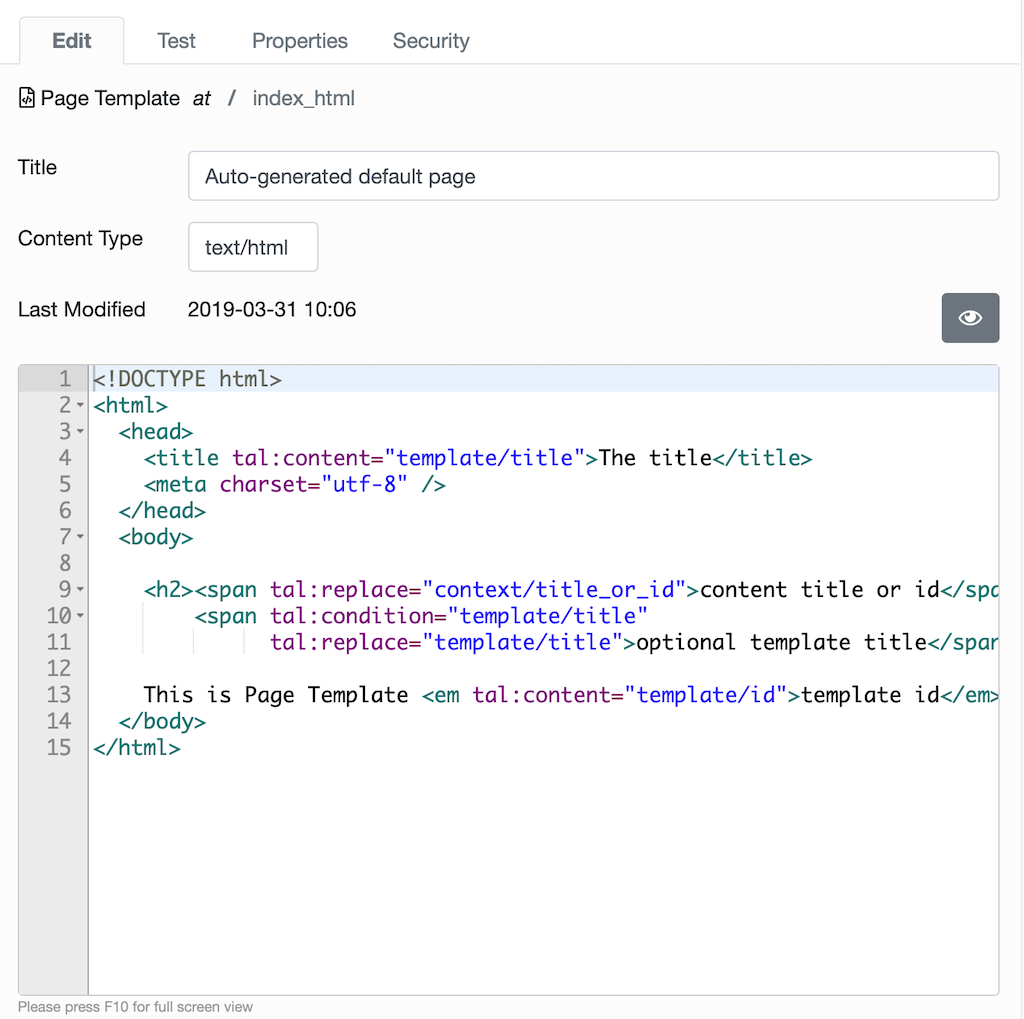 Edit Test Properties Security
Page Template at / index_html
Title Auto-generated default page
Content Type text/html
Last Modified 2019-03-31 10:06
1 <!DOCTYPE html>
2 <html>
3 <head>
4 <title tal:content="template/title">The title</title>
5 <meta charset="utf-8" />
6 </head>
7 <body>
8
9 <h2><span tal:replace="context/title_or_id">content title or id</spa
10 <span tal:condition="template/title"
11 tal:replace="template/title">optional template title</span
12
13 This is Page Template <em tal:content="template/id">template id</em>
14 </body>
15 </html>
Please press F10 for full screen view